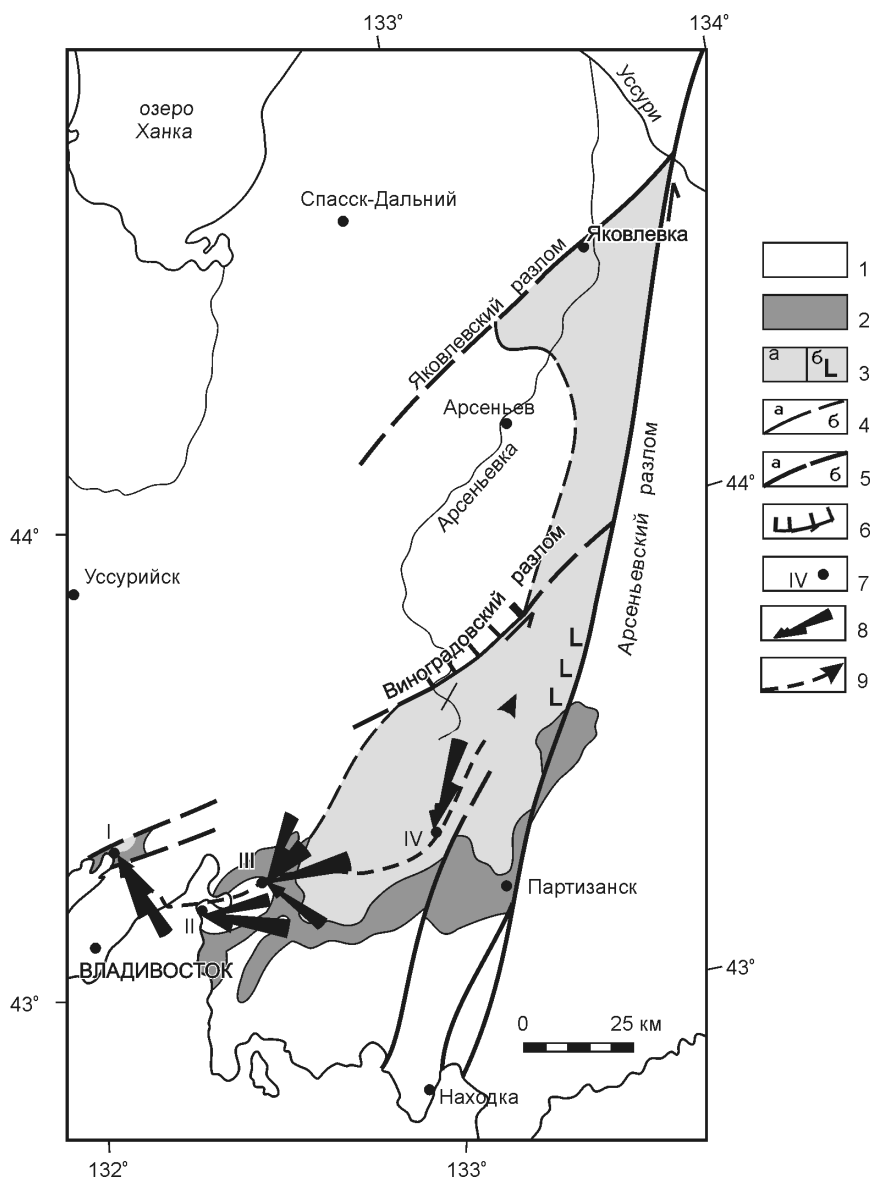 133°
134°
Уссури
озеро
Ханка
Спасск-Дальний
Яковлевка
Яковлевский разлом
Арсеньев
Арсеньевка
Арсеньевский разлом
44°
44°
Уссурийск
Виноградовский разлом
L
L
L
I
IV
III
II
Партизанск
ВЛАДИВОСТОК
43°
43°
0 25 км
Находка
132°
133°
1
2
а б L 3
а б 4
а б 5
6
IV 7
8
9